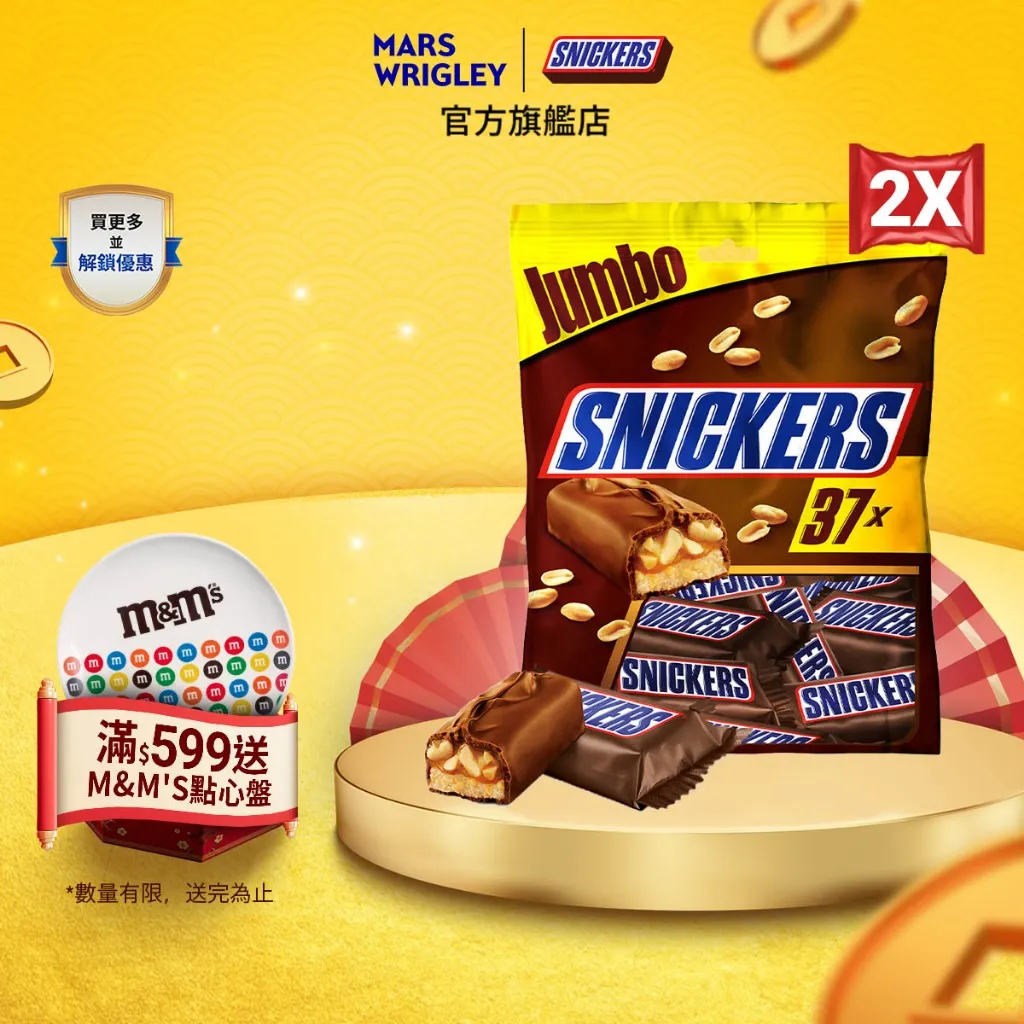 MARS
WRIGLEY
SNICKERS
官方旗艦店
2X
買更多
並
解鎖優惠
Jumbo
SNICKERS
37x
SNICKERS
SNICKERS
SNICKERS
SNICKERS
m&m's
滿$599送
M&M'S點心盤
*數量有限，送完為止